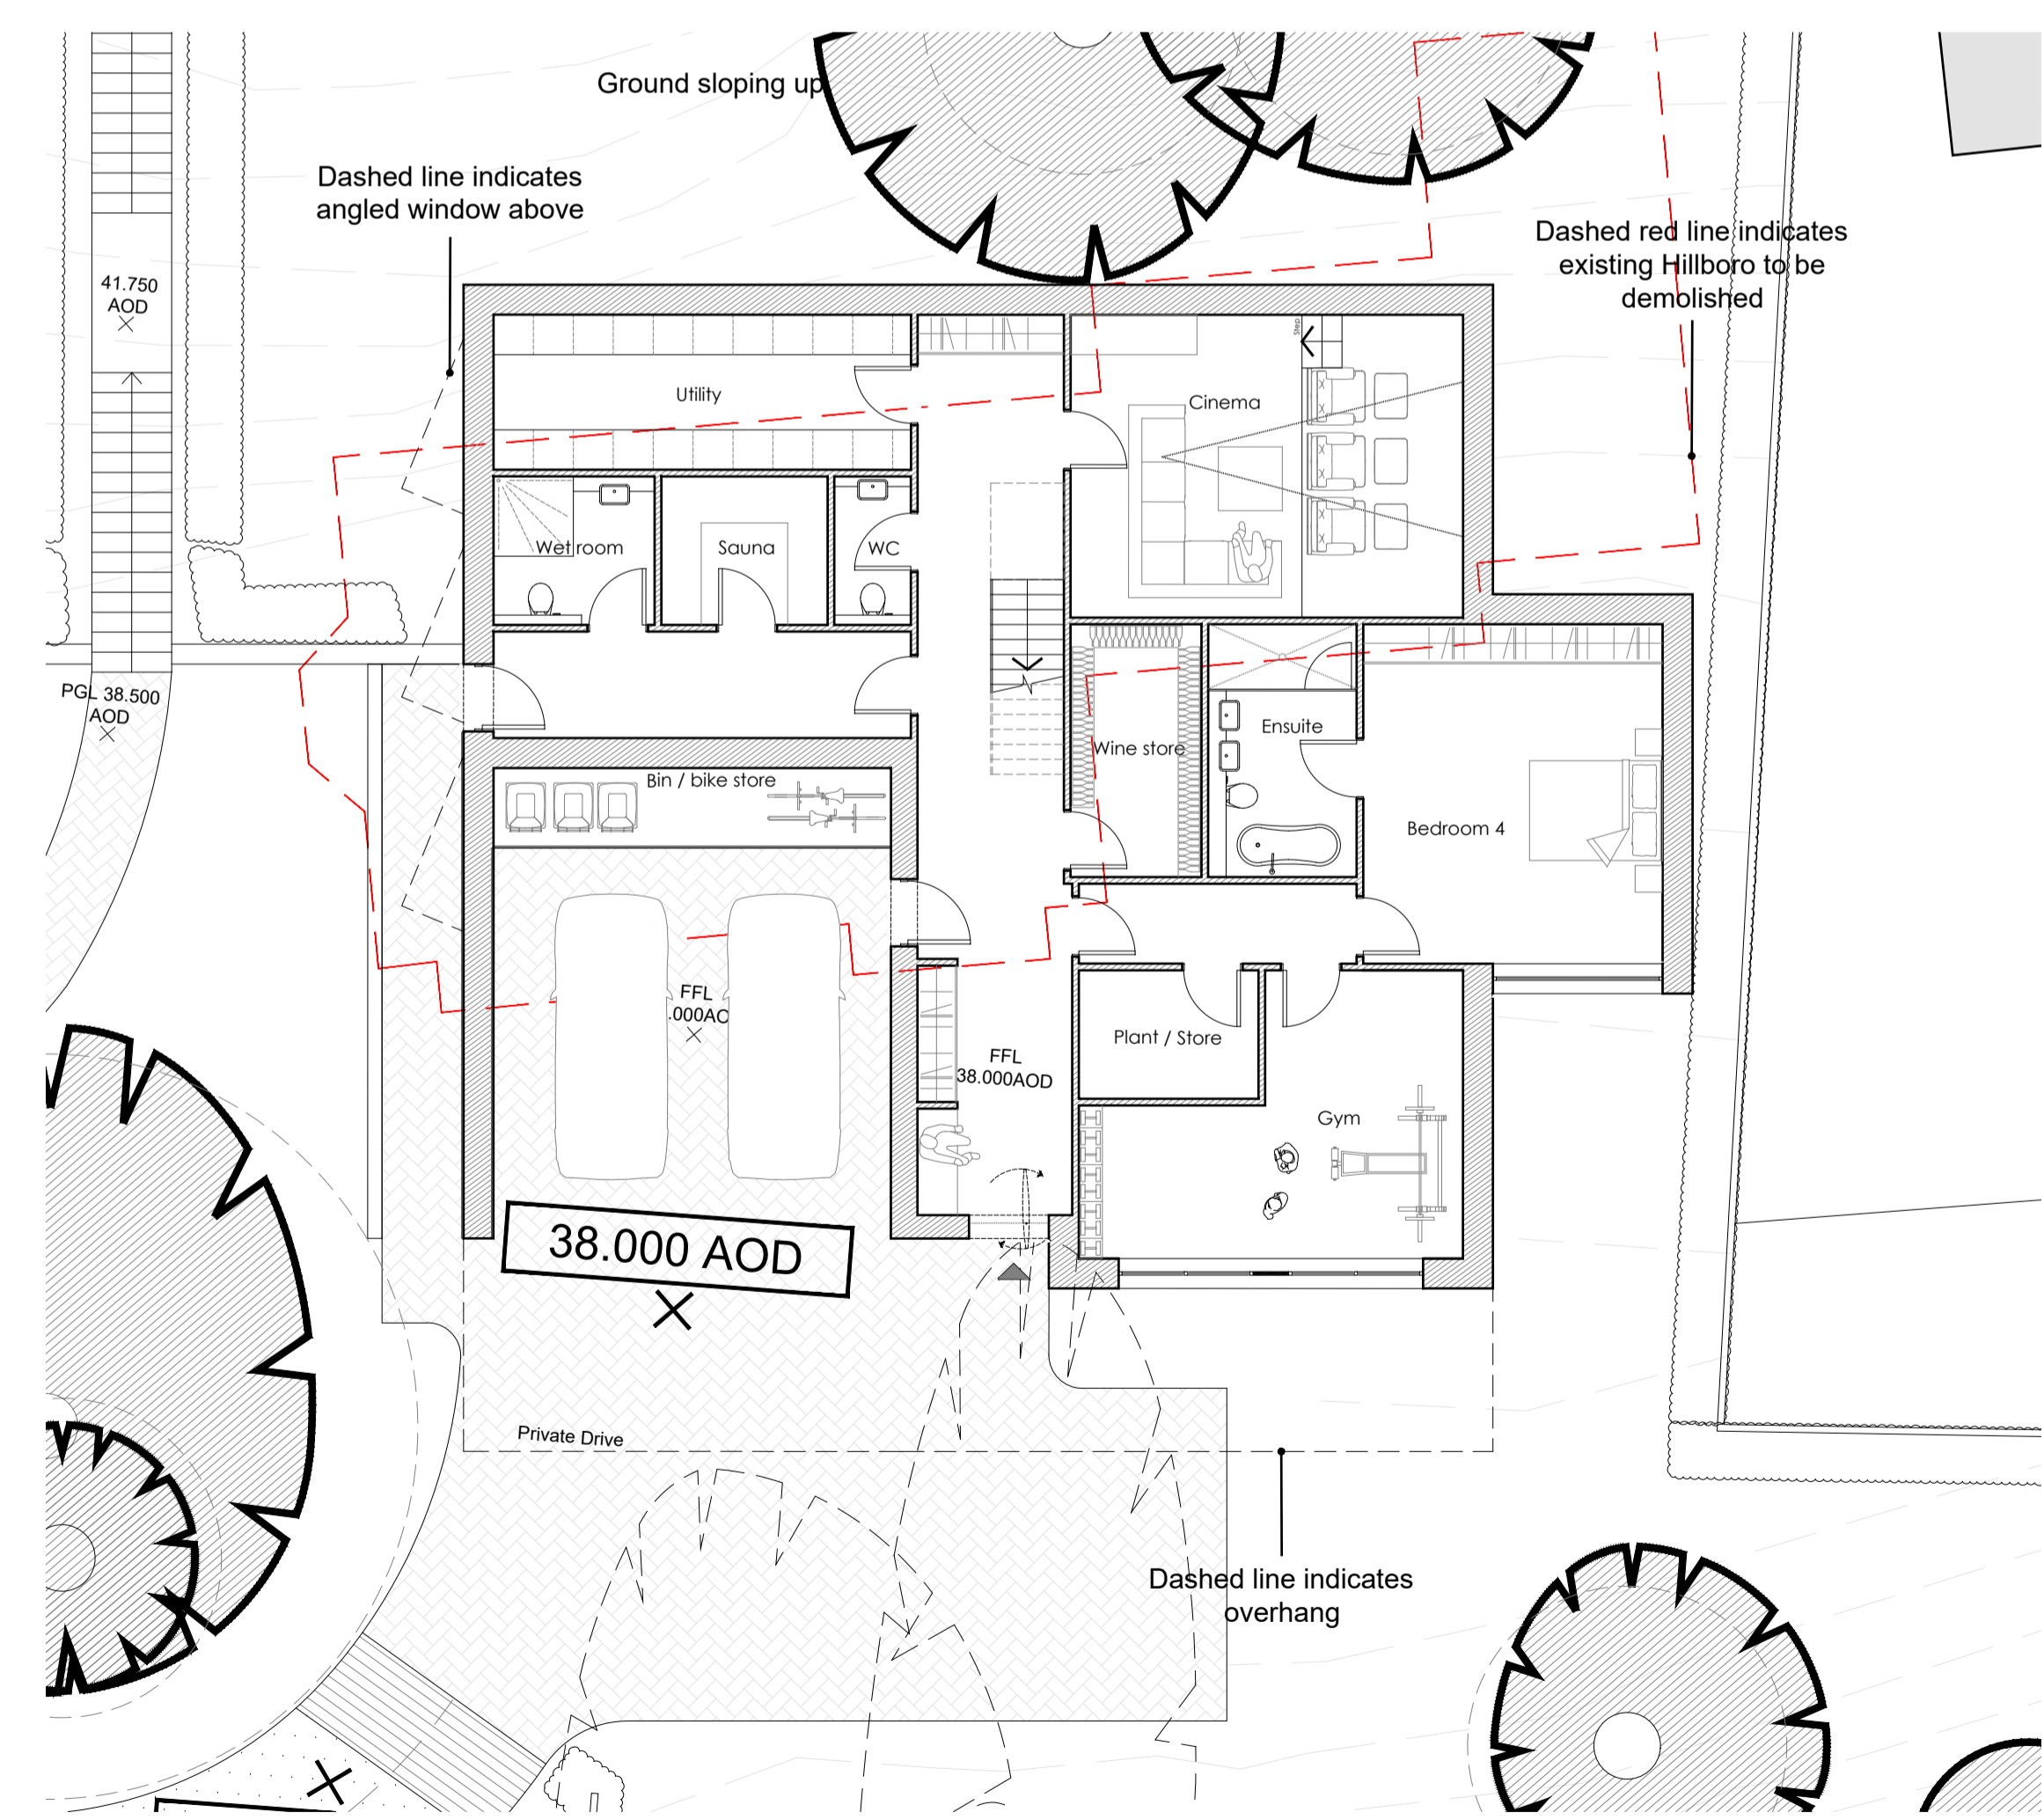 Ground sloping up
Dashed line indicates
angled window above
Dashed red line indicates
existing Hillboro to be
demolished
41.750
AOD
Step
Utility
Cinema
Wet room
Sauna
WC
PGL 38.500
AOD
Ensuite
Wine store
Bin / bike store
Bedroom 4
FFL
.000AO
Plant / Store
FFL
38.000AOD
Gym
38.000 AOD
Private Drive
Dashed line indicates
overhang